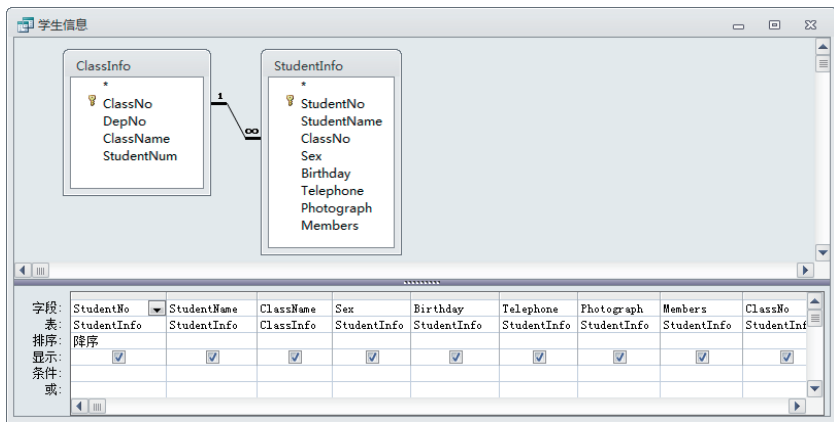 学生信息
ClassInfo
*
ClassNo
DepNo
ClassName
StudentNum
1
∞
StudentInfo
*
StudentNo
StudentName
ClassNo
Sex
Birthday
Telephone
Photograph
Members
字段: StudentNo StudentName ClassName Sex Birthday Telephone Photograph Members ClassNo
表: StudentInfo StudentInfo ClassInfo StudentInfo StudentInfo StudentInfo StudentInfo StudentInfo StudentInf
排序: 降序
显示:
条件:
或: